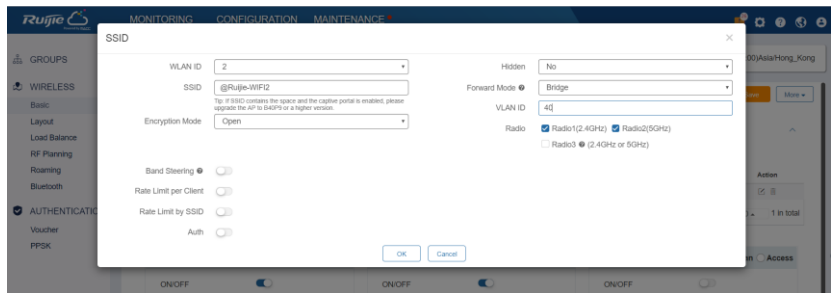 Ruijie
MONITORING CONFIGURATION MAINTENANCE
SSID
GROUPS
00)Asia/Hong_Kong
WLAN ID 2
Hidden No
WIRELESS
SSID @Ruijie-WIFI2
Forward Mode Bridge
Tip: If SSID contains the space and the captive portal is enabled, please
upgrade the AP to B40P9 or a higher version.
Save More
Basic
VLAN ID 40
Layout
Encryption Mode Open
Radio Radio1(2.4GHz) Radio2(5GHz)
Load Balance
Radio3 (2.4GHz or 5GHz)
RF Planning
Roaming
Band Steering
Action
Bluetooth
Rate Limit per Client
AUTHENTICATIO
Rate Limit by SSID
1 in total
Voucher
Auth
PPSK
OK Cancel
an Access
ON/OFF ON/OFF ON/OFF